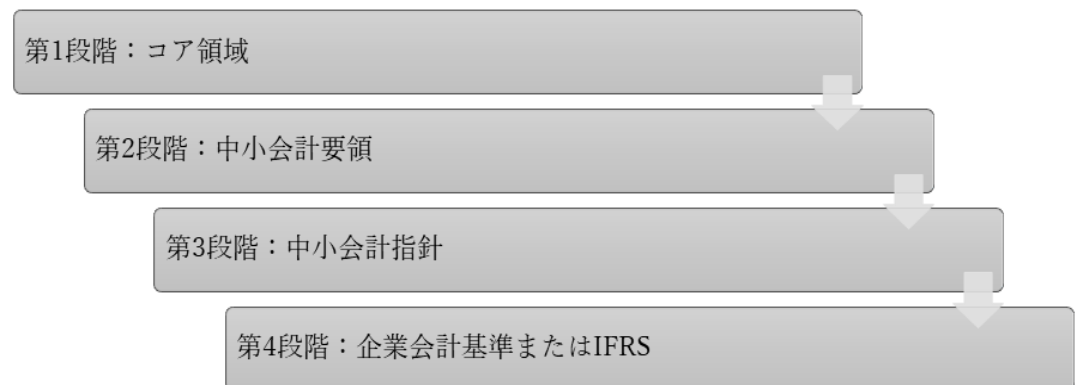 第1段階：コア領域
第2段階：中小会計要領
第3段階：中小会計指針
第4段階：企業会計基準またはIFRS